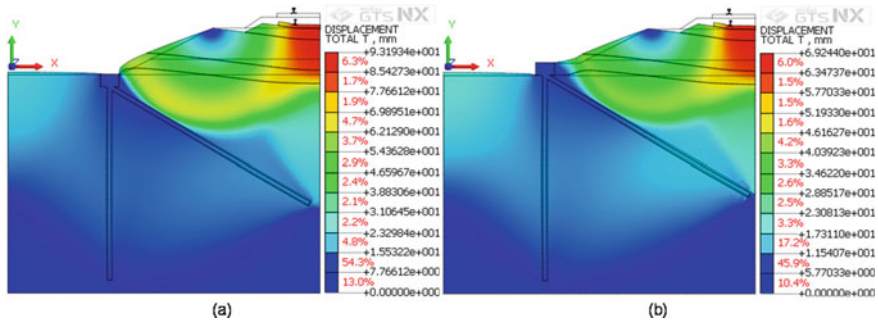 GTS NX
DISPLACEMENT
TOTAL T , mm
+9.31934e+001
6.3%
+8.54273e+001
1.7%
+7.76612e+001
1.9%
+6.98951e+001
4.7%
+6.21290e+001
3.7%
+5.43628e+001
2.9%
+4.65967e+001
2.4%
+3.88306e+001
2.1%
+3.10645e+001
2.2%
+2.32984e+001
4.8%
+1.55322e+001
54.3%
+7.76612e+000
13.0%
+0.00000e+000
Y
Z
X
(a)
GTS NX
DISPLACEMENT
TOTAL T , mm
+6.92440e+001
6.0%
+6.34737e+001
1.5%
+5.77033e+001
1.5%
+5.19330e+001
1.6%
+4.61627e+001
4.2%
+4.03923e+001
3.3%
+3.46220e+001
2.6%
+2.88517e+001
2.5%
+2.30813e+001
3.3%
+1.73110e+001
17.2%
+1.15407e+001
45.9%
+5.77033e+000
10.4%
+0.00000e+000
Y
Z
X
(b)